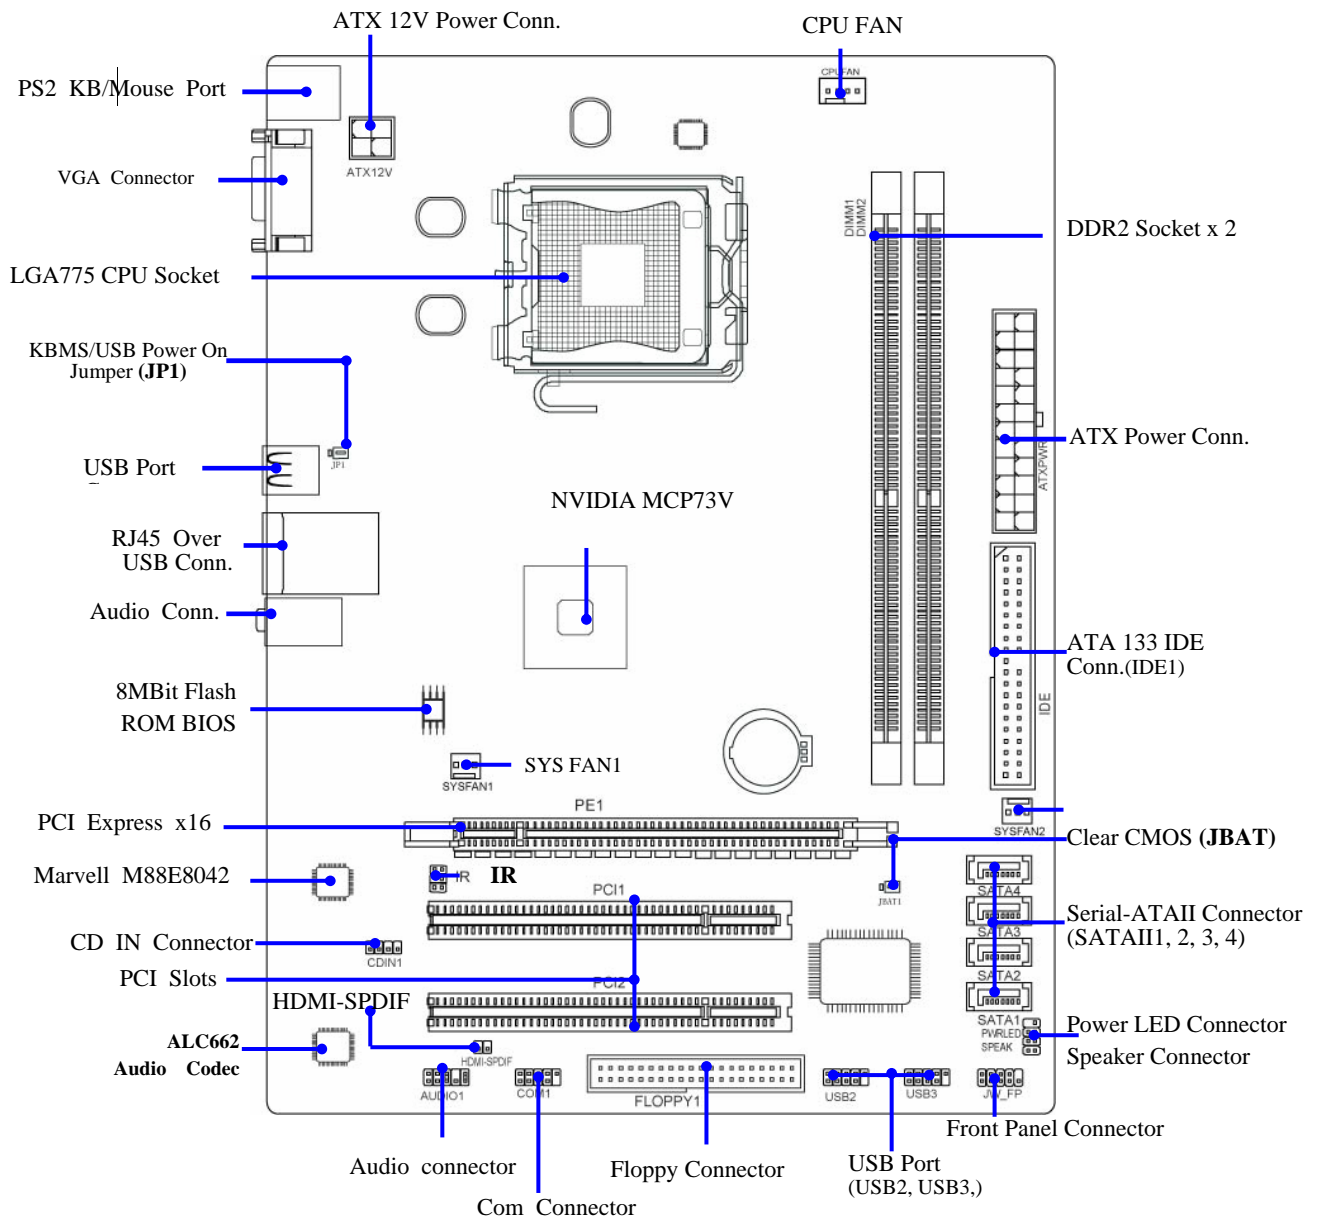 ATX 12V Power Conn.
CPU FAN
CPUFAN
PS2 KB/Mouse Port
ATX12V
VGA Connector
DIMM1
DIMM2
DDR2 Socket x 2
LGA775 CPU Socket
KBMS/USB Power On
Jumper (JP1)
JP1
ATX Power Conn.
ATXPWR
USB Port
NVIDIA MCP73V
RJ45 Over
USB Conn.
Audio Conn.
ATA 133 IDE
Conn.(IDE1)
IDE
8MBit Flash
ROM BIOS
SYS FAN1
SYSFAN1
PE1
SYSFAN2
PCI Express x16
Clear CMOS (JBAT)
Marvell M88E8042
IR
IR
PCI1
JBAT1
SATA4
Serial-ATAII Connector
(SATAII1, 2, 3, 4)
SATA3
CD IN Connector
CDIN1
PCI Slots
SATA2
HDMI-SPDIF
PCI2
SATA1
PWRLED
SPEAK
Power LED Connector
Speaker Connector
ALC662
Audio Codec
HDMI-SPDIF
AUDIO1
COM1
FLOPPY1
USB2
USB3
JW_FP
Front Panel Connector
Audio connector
Floppy Connector
USB Port
(USB2, USB3,)
Com Connector